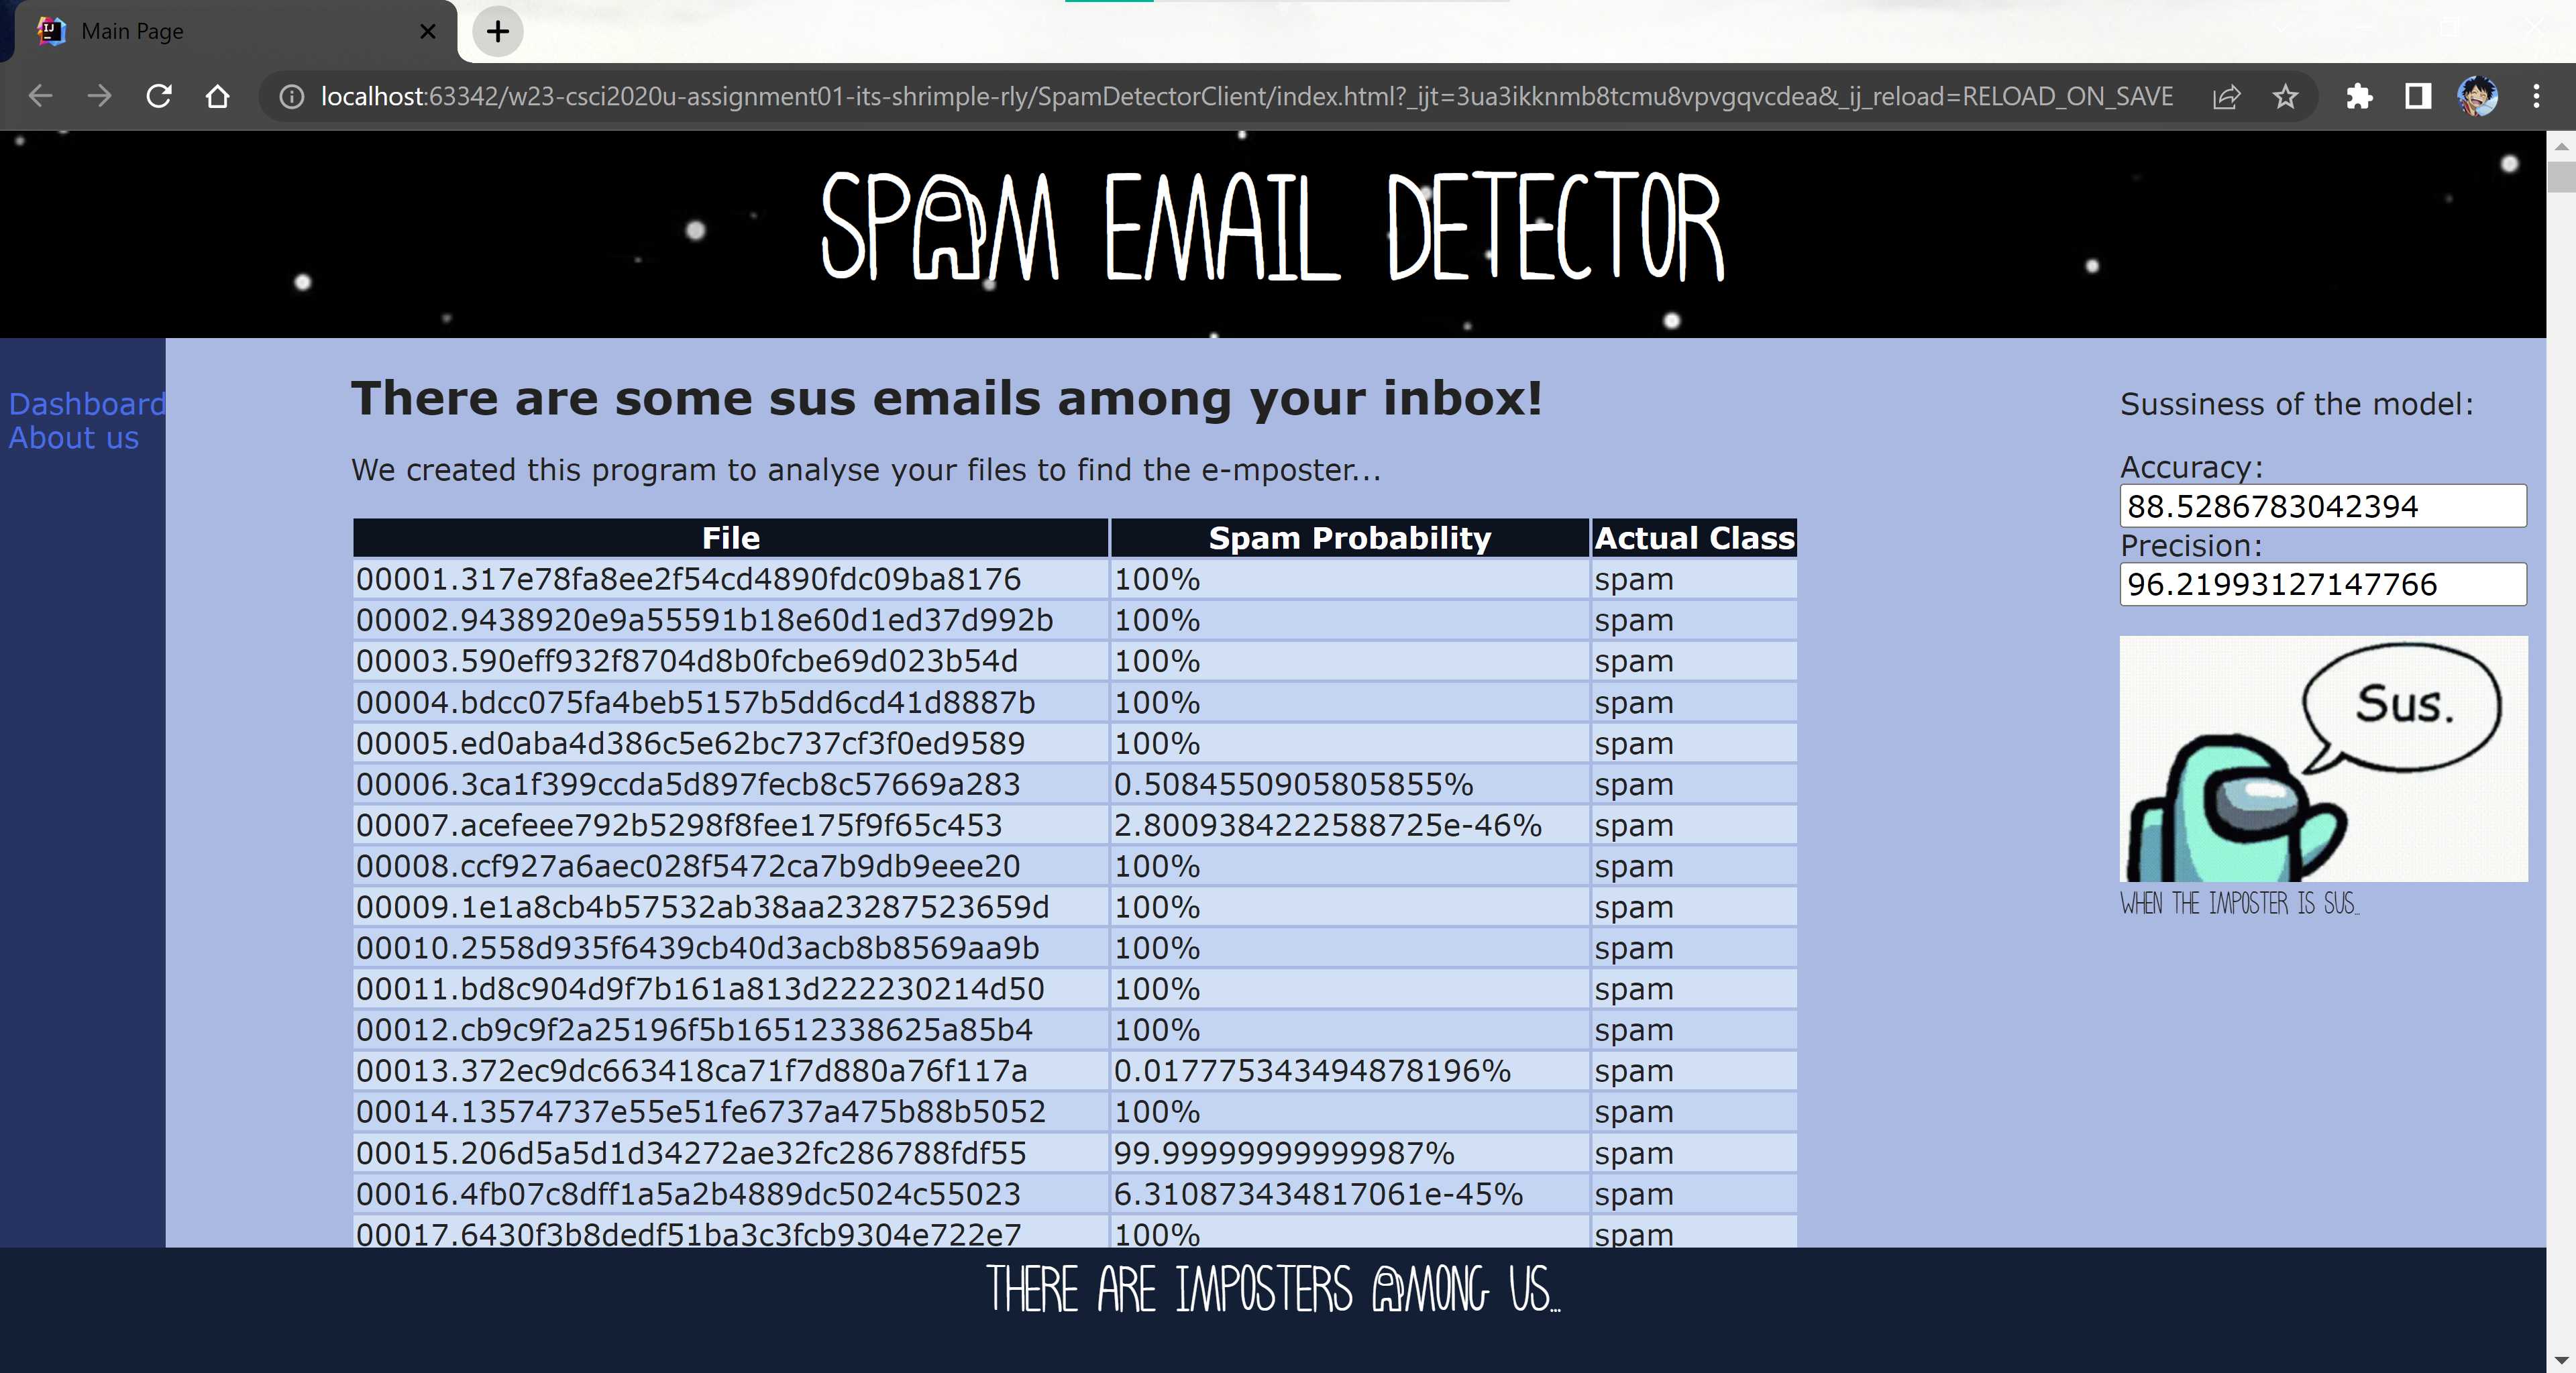 Main Page
localhost:63342/w23-csci2020u-assignment01-its-shrimple-rly/SpamDetectorClient/index.html?_ijt=3ua3ikknmb8tcmu8vpvgqvcdea&_ij_reload=RELOAD_ON_SAVE
SPAM EMAIL DETECTOR
Dashboard
About us
There are some sus emails among your inbox!
We created this program to analyse your files to find the e-mposter...
File Spam Probability Actual Class
00001.317e78fa8ee2f54cd4890fdc09ba8176 100% spam
00002.9438920e9a55591b18e60d1ed37d992b 100% spam
00003.590eff932f8704d8b0fcbe69d023b54d 100% spam
00004.bdcc075fa4beb5157b5dd6cd41d8887b 100% spam
00005.ed0aba4d386c5e62bc737cf3f0ed9589 100% spam
00006.3ca1f399ccda5d897fecb8c57669a283 0.5084550905805855% spam
00007.acefeee792b5298f8fee175f9f65c453 2.8009384222588725e-46% spam
00008.ccf927a6aec028f5472ca7b9db9eee20 100% spam
00009.1e1a8cb4b57532ab38aa23287523659d 100% spam
00010.2558d935f6439cb40d3acb8b8569aa9b 100% spam
00011.bd8c904d9f7b161a813d222230214d50 100% spam
00012.cb9c9f2a25196f5b16512338625a85b4 100% spam
00013.372ec9dc663418ca71f7d880a76f117a 0.017775343494878196% spam
00014.13574737e55e51fe6737a475b88b5052 100% spam
00015.206d5a5d1d34272ae32fc286788fdf55 99.99999999999987% spam
00016.4fb07c8dff1a5a2b4889dc5024c55023 6.310873434817061e-45% spam
00017.6430f3b8dedf51ba3c3fcb9304e722e7 100% spam
Sussiness of the model:
Accuracy:
88.5286783042394
Precision:
96.21993127147766
Sus.
WHEN THE IMPOSTER IS SUS...
THERE ARE IMPOSTERS AMONG US...